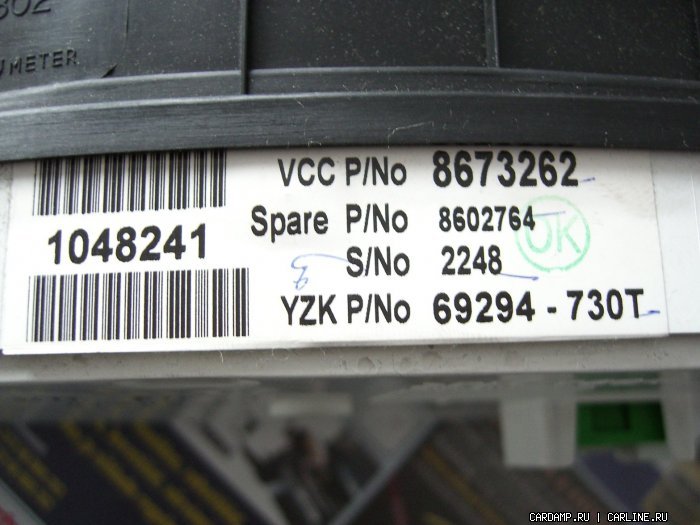 METER
VCC P/No 8673262
Spare P/No 8602764
1048241
S/No 2248
OK
YZK P/No 69294-730T
CARDAMP.RU | CARLINE.RU